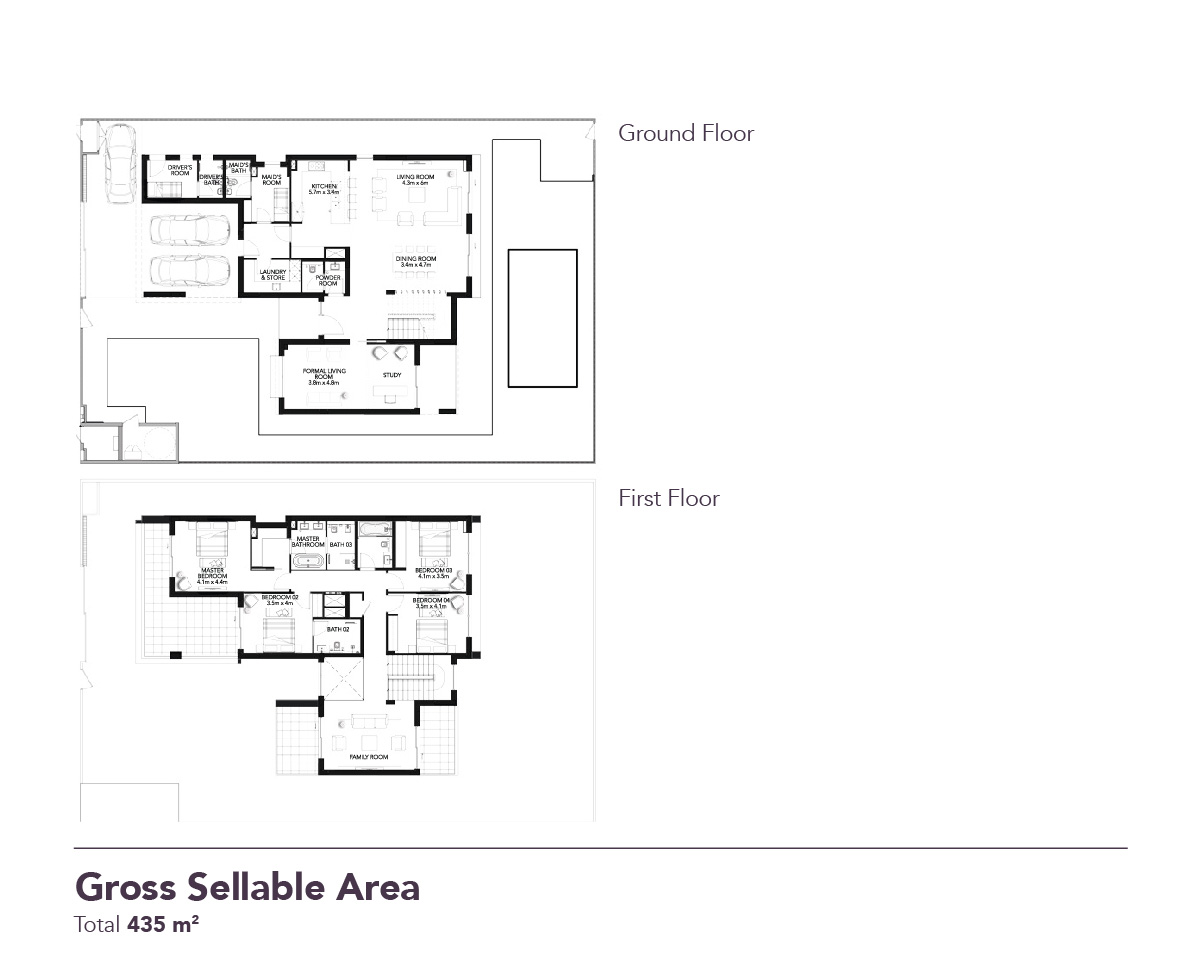 Ground Floor
DRIVER'S
ROOM
DRIVER'S
BATH
MAID'S
BATH
MAID'S
ROOM
KITCHEN
5.7m x 3.4m
LIVING ROOM
4.3m x 6m
DINING ROOM
3.4m x 4.7m
LAUNDRY
& STORE
POWDER
ROOM
FORMAL LIVING
ROOM
3.8m x 4.8m
STUDY
First Floor
MASTER
BATHROOM
BATH 03
MASTER
BEDROOM
4.1m x 4.4m
BEDROOM 03
4.1m x 3.5m
BEDROOM 02
3.5m x 4m
BEDROOM 04
3.5m x 4.1m
BATH 02
FAMILY ROOM
Gross Sellable Area
Total 435 m²